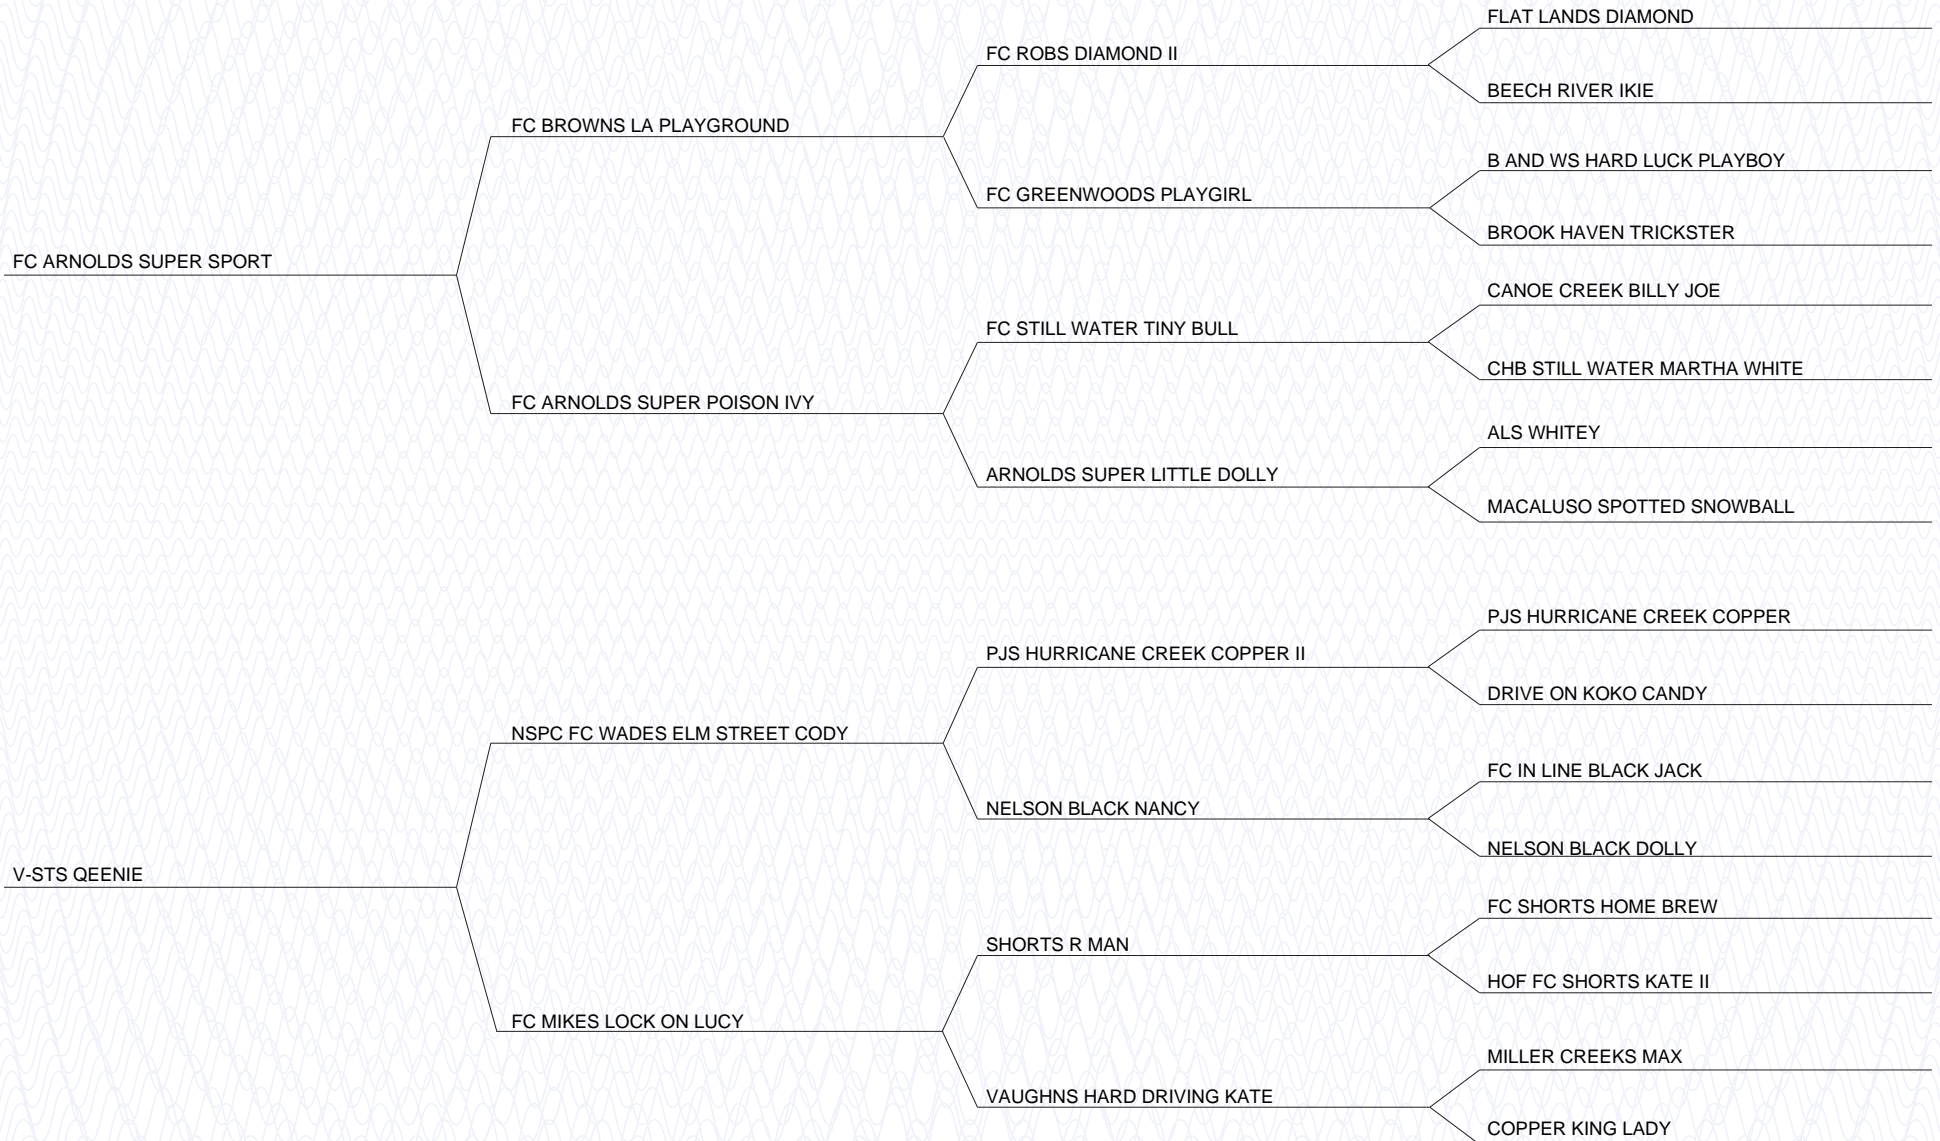 FLAT LANDS DIAMOND
FC ROBS DIAMOND II
BEECH RIVER IKIE
FC BROWNS LA PLAYGROUND
B AND WS HARD LUCK PLAYBOY
FC GREENWOODS PLAYGIRL
BROOK HAVEN TRICKSTER
FC ARNOLDS SUPER SPORT
CANOE CREEK BILLY JOE
FC STILL WATER TINY BULL
CHB STILL WATER MARTHA WHITE
FC ARNOLDS SUPER POISON IVY
ALS WHITEY
ARNOLDS SUPER LITTLE DOLLY
MACALUSO SPOTTED SNOWBALL
PJS HURRICANE CREEK COPPER
PJS HURRICANE CREEK COPPER II
DRIVE ON KOKO CANDY
NSPC FC WADES ELM STREET CODY
FC IN LINE BLACK JACK
NELSON BLACK NANCY
NELSON BLACK DOLLY
V-STS QEENIE
FC SHORTS HOME BREW
SHORTS R MAN
HOF FC SHORTS KATE II
FC MIKES LOCK ON LUCY
MILLER CREEKS MAX
VAUGHNS HARD DRIVING KATE
COPPER KING LADY